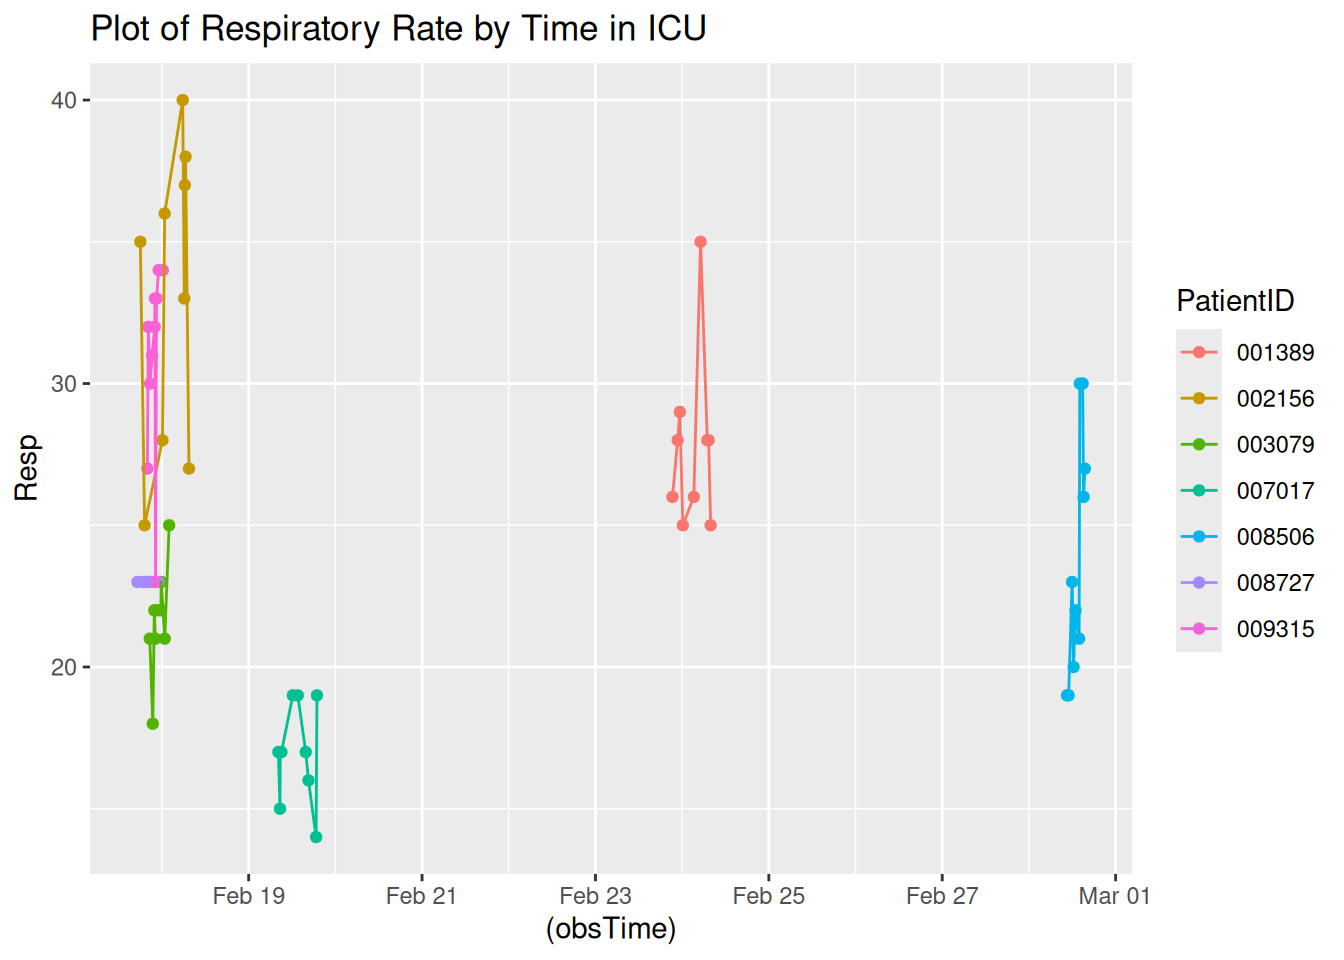 Plot of Respiratory Rate by Time in ICU
Resp
40
30
20
Feb 19
Feb 21
Feb 23
Feb 25
Feb 27
Mar 01
(obsTime)
PatientID
001389
002156
003079
007017
008506
008727
009315